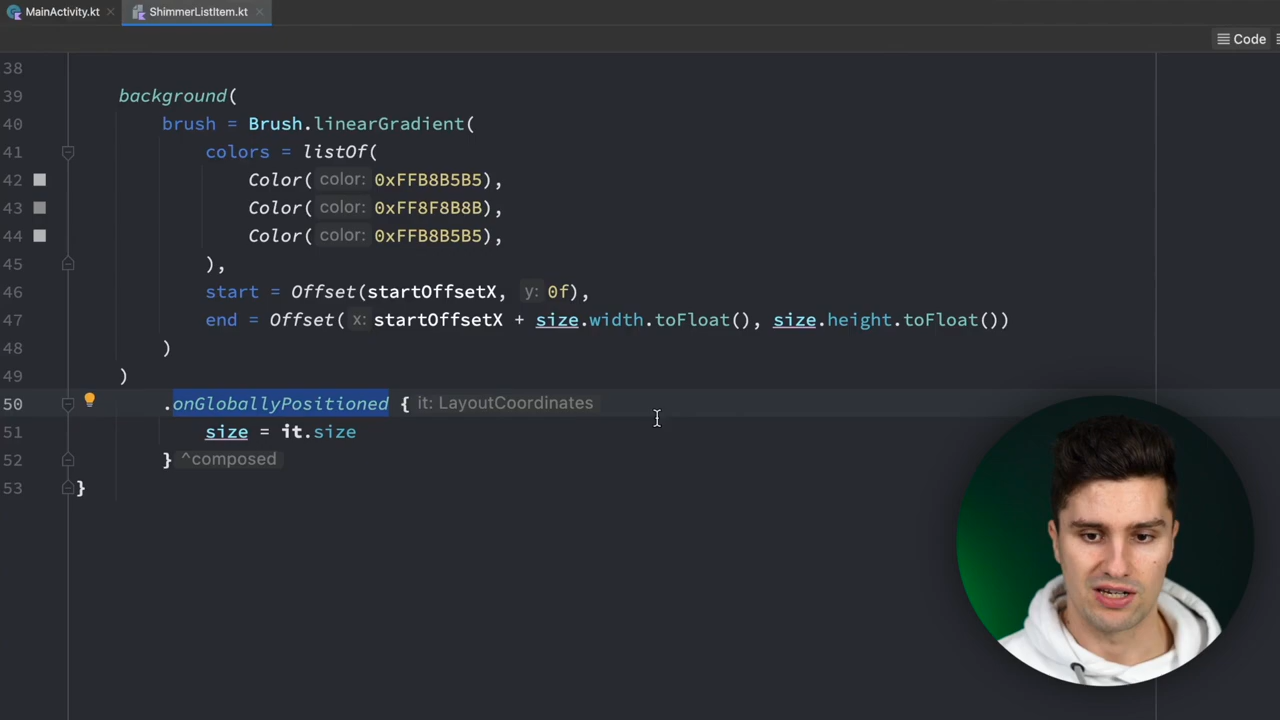 MainActivity.kt × ShimmerListItem.kt ×
Code
38
39 background(
40 brush = Brush.linearGradient(
41 colors = listOf(
42 Color( color: 0xFFB8B5B5),
43 Color( color: 0xFF8F8B8B),
44 Color( color: 0xFFB8B5B5),
45 ),
46 start = Offset(startOffsetX, y: 0f),
47 end = Offset( x: startOffsetX + size.width.toFloat(), size.height.toFloat())
48 )
49 )
50 .onGloballyPositioned { it: LayoutCoordinates
51 size = it.size
52 } ^composed
53 }